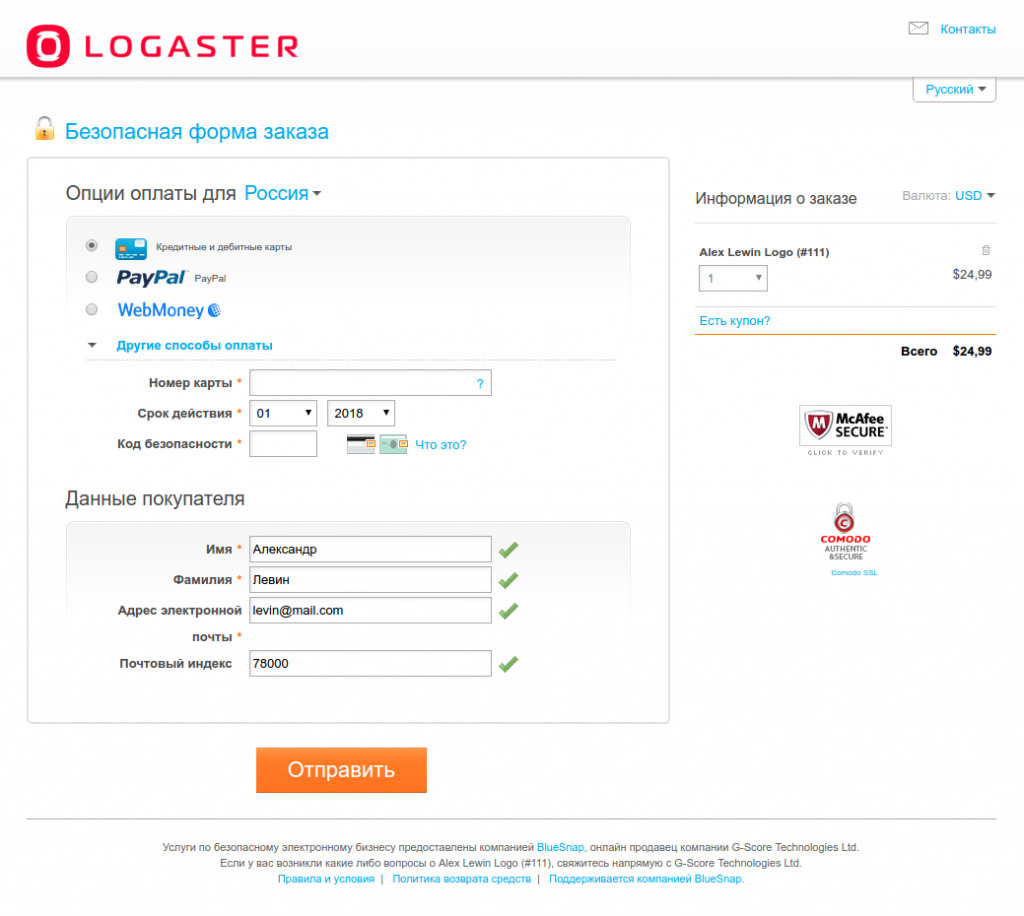 LOGASTER
Контакты
Русский
Безопасная форма заказа
Опции оплаты для Россия
Кредитные и дебитные карты
PayPal PayPal
WebMoney
Другие способы оплаты
Номер карты * ?
Срок действия * 01 2018
Код безопасности * Что это?
Данные покупателя
Имя * Александр
Фамилия * Левин
Адрес электронной levin@mail.com
почты *
Почтовый индекс 78000
Отправить
Информация о заказе Валюта: USD
Alex Lewin Logo (#111)
1 $24,99
Есть купон?
Всего $24,99
McAfee
SECURE
CLICK TO VERIFY
COMODO
AUTHENTIC
&SECURE
Comodo SSL
Услуги по безопасному электронному бизнесу предоставлены компанией BlueSnap, онлайн продавец компании G-Score Technologies Ltd.
Если у вас возникли какие либо вопросы о Alex Lewin Logo (#111), свяжитесь напрямую с G-Score Technologies Ltd.
Правила и условия | Политика возврата средств | Поддерживается компанией BlueSnap.